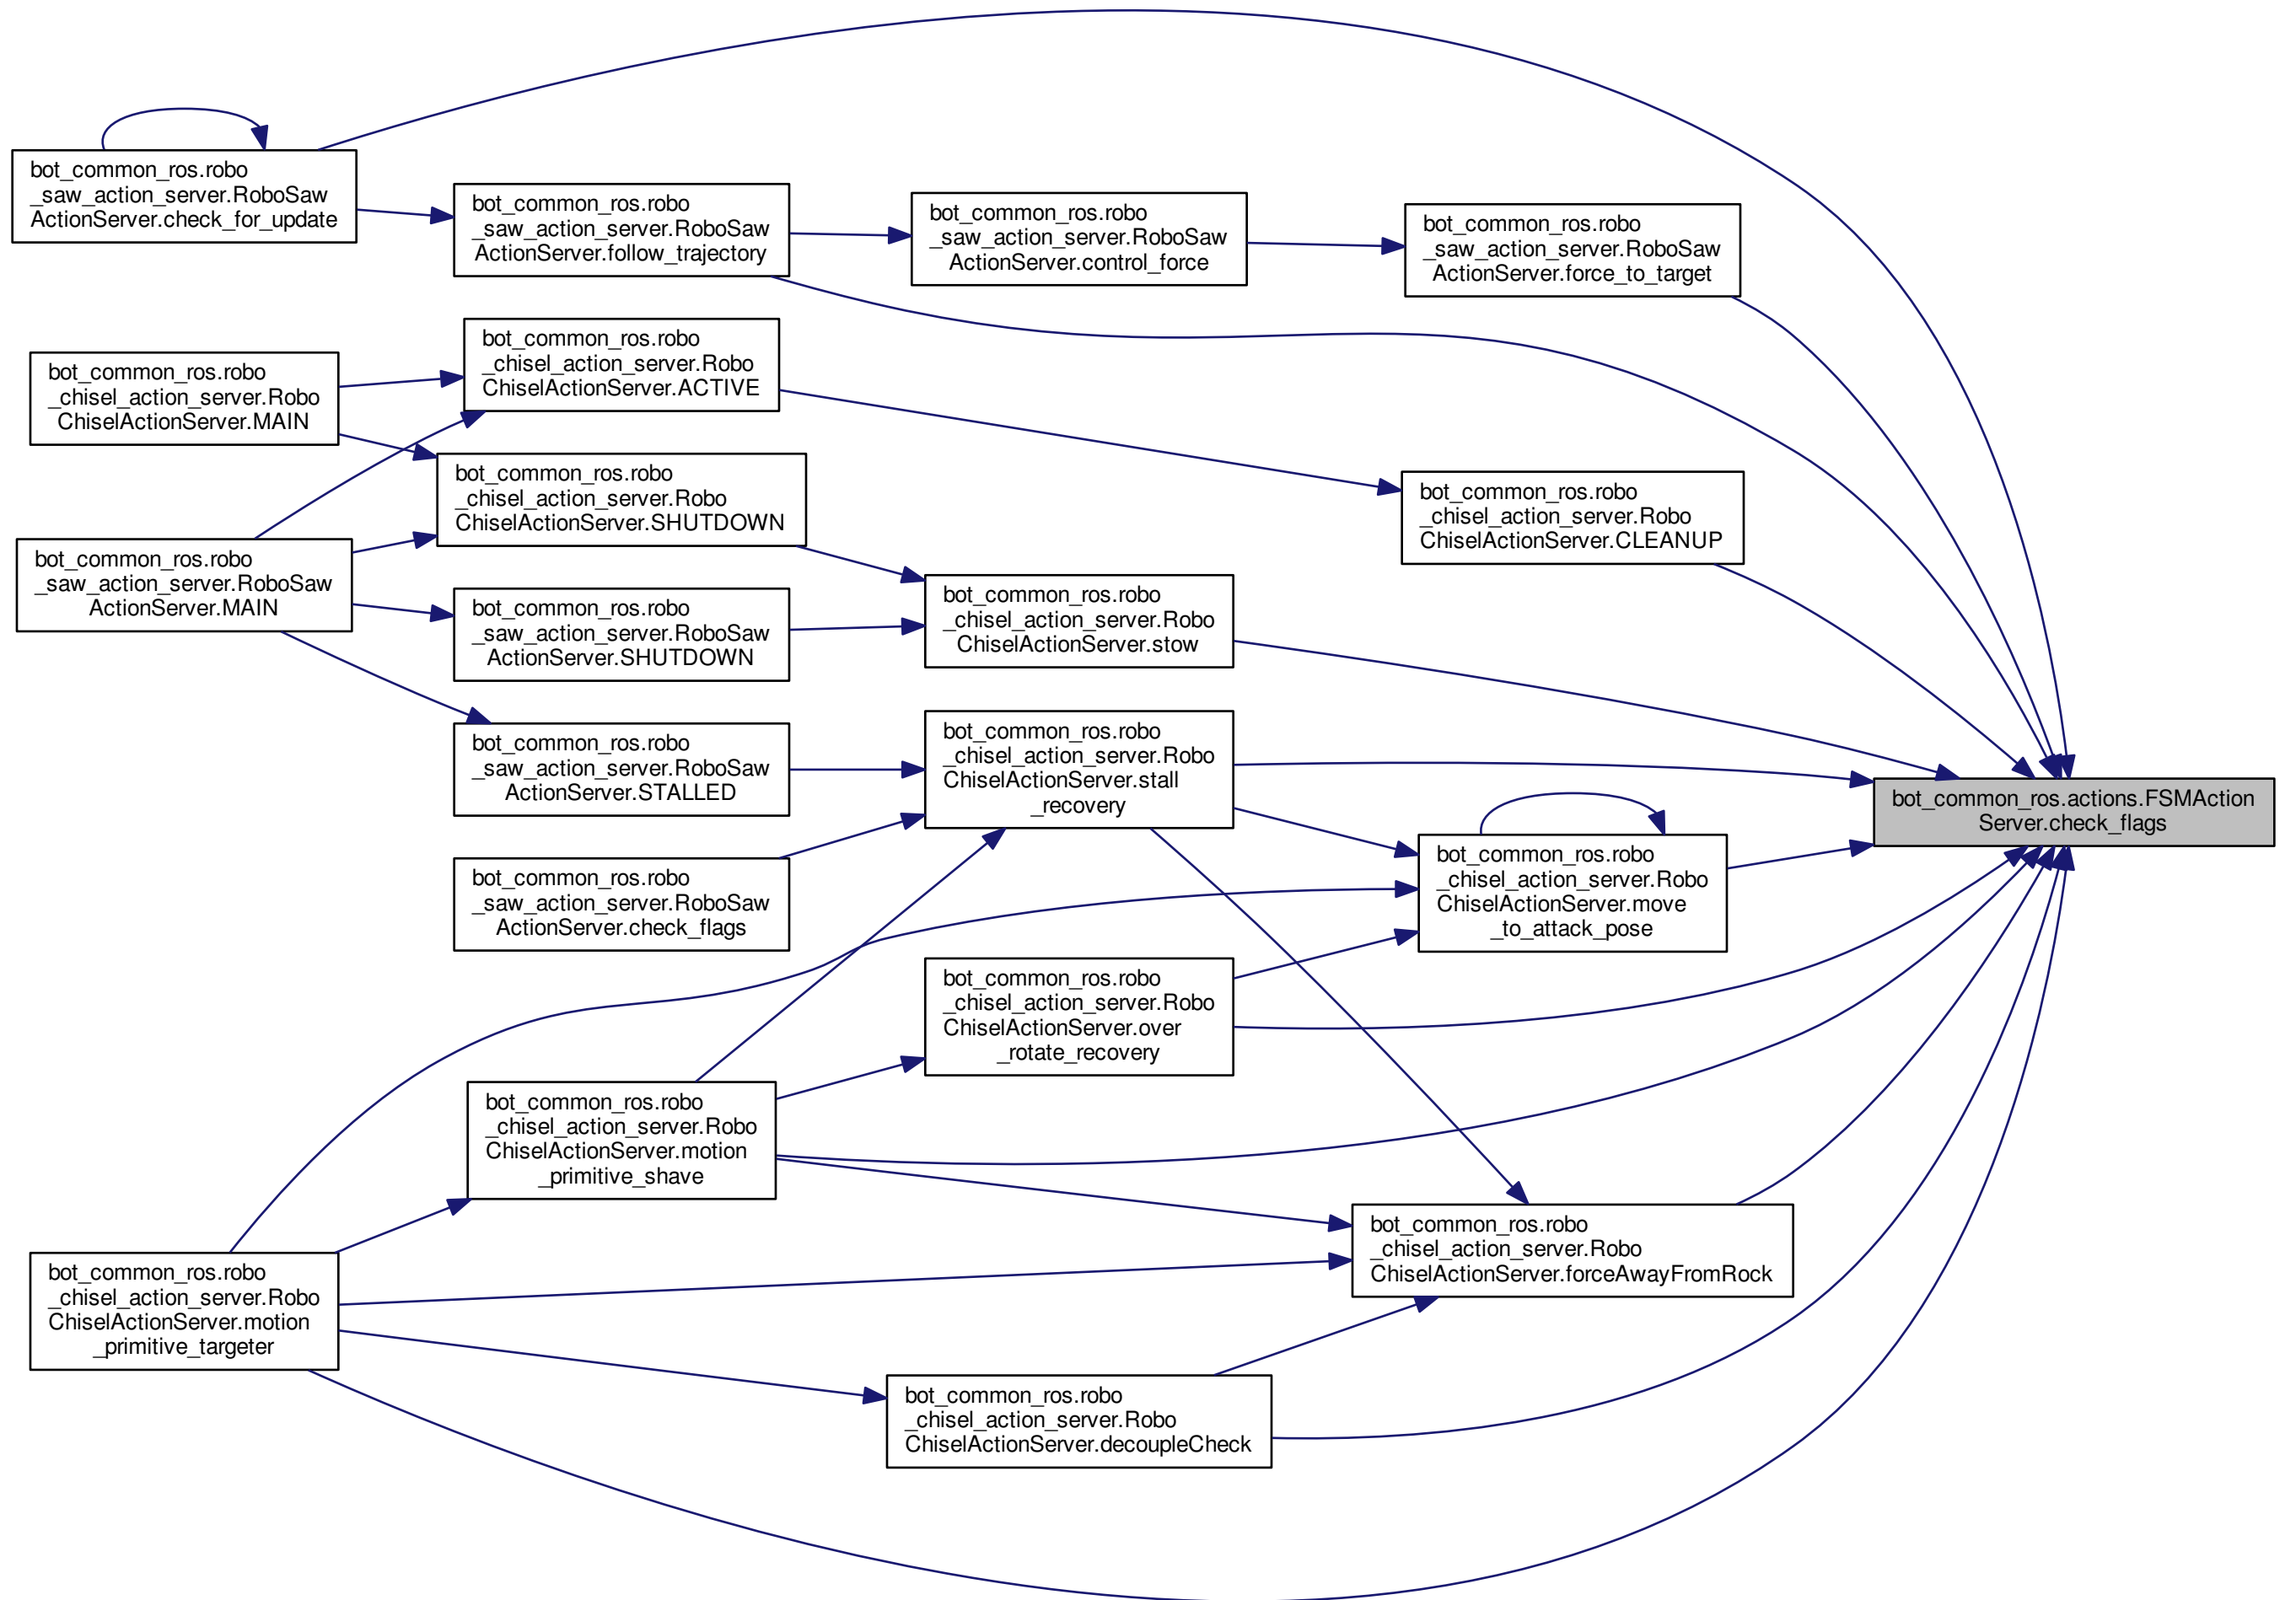 bot_common_ros.robo
_saw_action_server.RoboSaw
ActionServer.check_for_update
bot_common_ros.robo
_saw_action_server.RoboSaw
ActionServer.follow_trajectory
bot_common_ros.robo
_saw_action_server.RoboSaw
ActionServer.control_force
bot_common_ros.robo
_saw_action_server.RoboSaw
ActionServer.force_to_target
bot_common_ros.robo
_chisel_action_server.Robo
ChiselActionServer.ACTIVE
bot_common_ros.robo
_chisel_action_server.Robo
ChiselActionServer.MAIN
bot_common_ros.robo
_chisel_action_server.Robo
ChiselActionServer.SHUTDOWN
bot_common_ros.robo
_chisel_action_server.Robo
ChiselActionServer.CLEANUP
bot_common_ros.robo
_saw_action_server.RoboSaw
ActionServer.MAIN
bot_common_ros.robo
_saw_action_server.RoboSaw
ActionServer.SHUTDOWN
bot_common_ros.robo
_chisel_action_server.Robo
ChiselActionServer.stow
bot_common_ros.robo
_saw_action_server.RoboSaw
ActionServer.STALLED
bot_common_ros.robo
_chisel_action_server.Robo
ChiselActionServer.stall
_recovery
bot_common_ros.actions.FSMAction
Server.check_flags
bot_common_ros.robo
_saw_action_server.RoboSaw
ActionServer.check_flags
bot_common_ros.robo
_chisel_action_server.Robo
ChiselActionServer.move
_to_attack_pose
bot_common_ros.robo
_chisel_action_server.Robo
ChiselActionServer.over
_rotate_recovery
bot_common_ros.robo
_chisel_action_server.Robo
ChiselActionServer.motion
_primitive_shave
bot_common_ros.robo
_chisel_action_server.Robo
ChiselActionServer.forceAwayFromRock
bot_common_ros.robo
_chisel_action_server.Robo
ChiselActionServer.motion
_primitive_targeter
bot_common_ros.robo
_chisel_action_server.Robo
ChiselActionServer.decoupleCheck